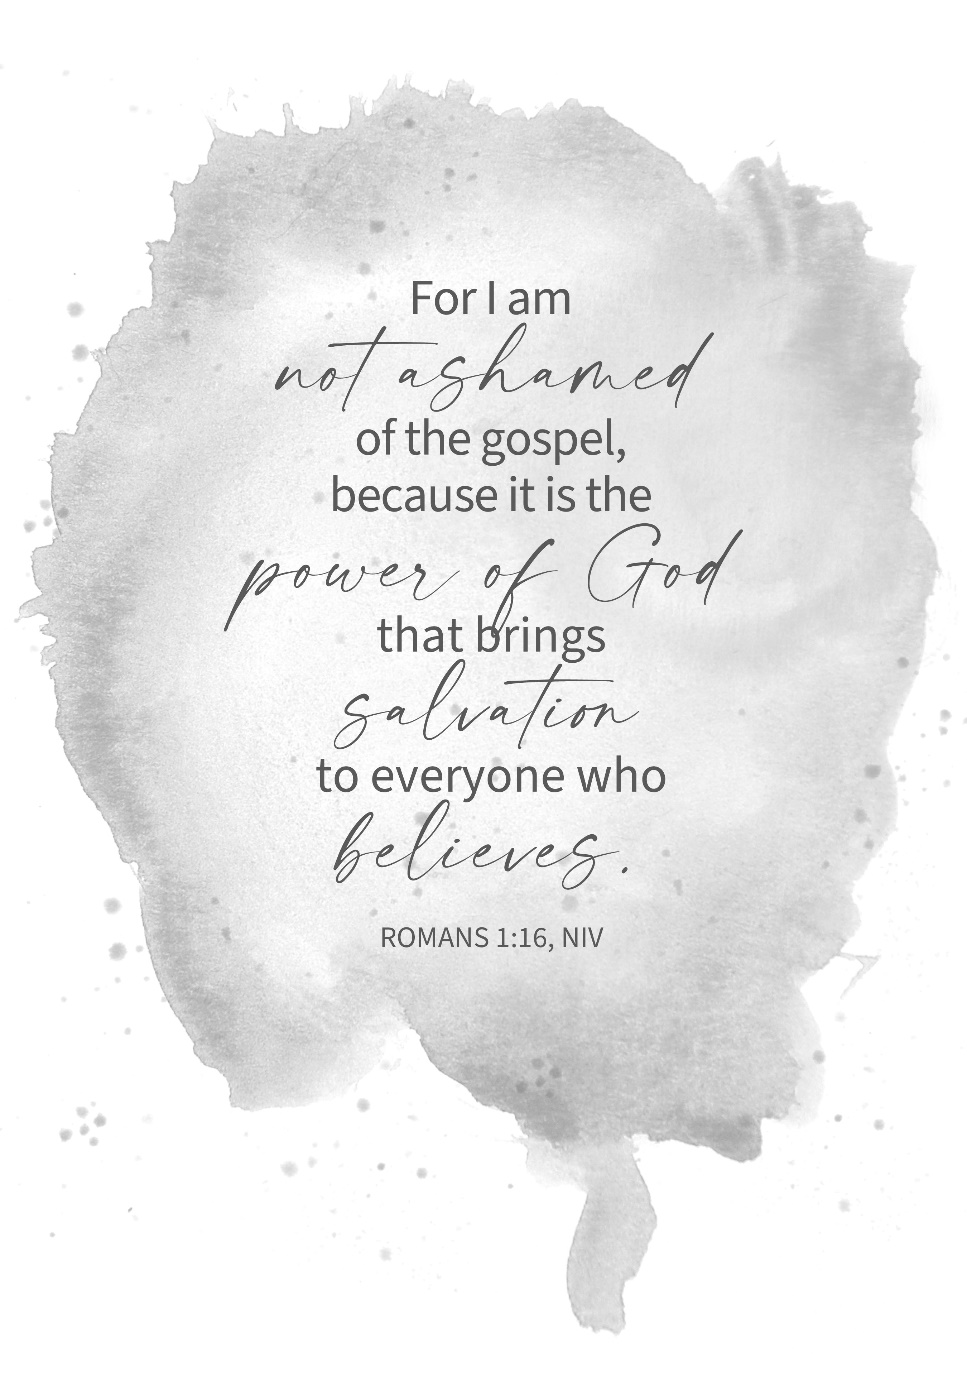 For I am
not ashamed
of the gospel,
because it is the
power of God
that brings
salvation
to everyone who
believes.
ROMANS 1:16, NIV